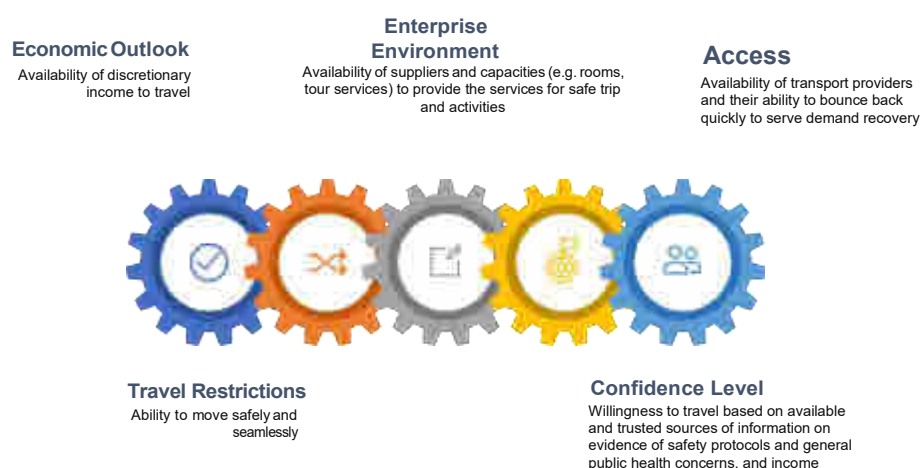 Economic Outlook
Availability of discretionary
income to travel
Enterprise
Environment
Availability of suppliers and capacities (e.g. rooms,
tour services) to provide the services for safe trip
and activities
Access
Availability of transport providers
and their ability to bounce back
quickly to serve demand recovery
Travel Restrictions
Ability to move safely and
seamlessly
Confidence Level
Willingness to travel based on available
and trusted sources of information on
evidence of safety protocols and general
public health concerns, and income